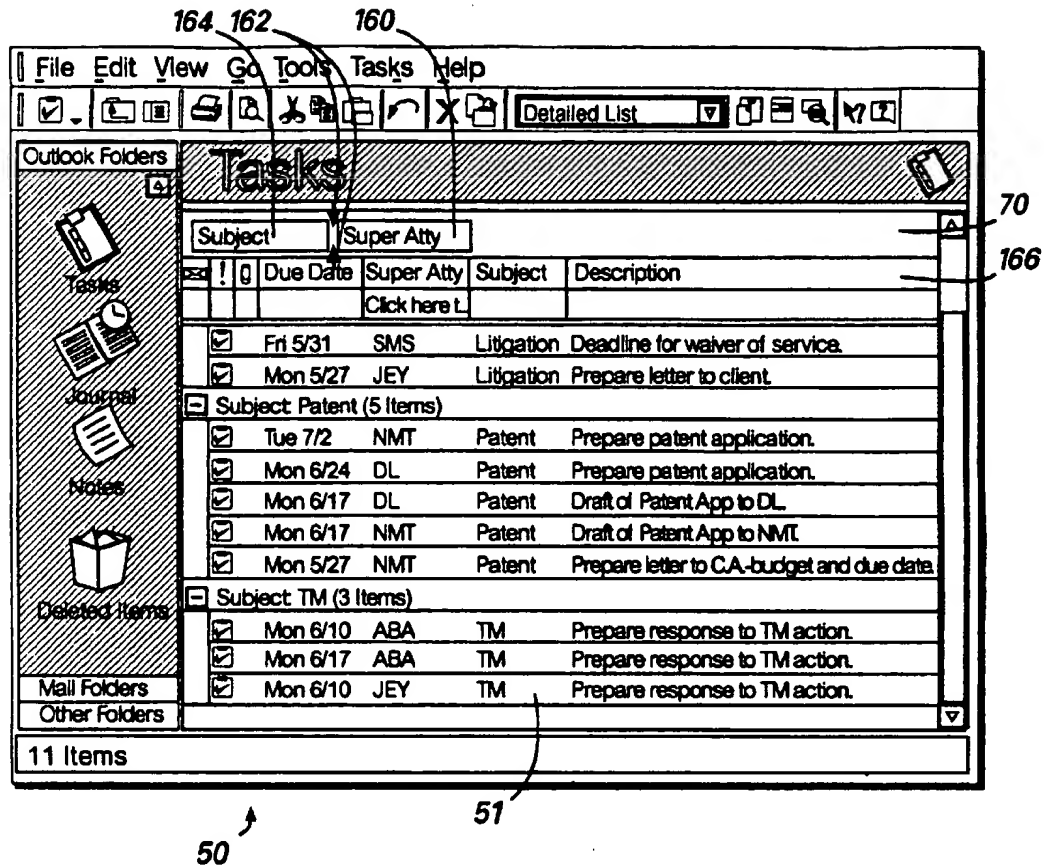 164 162 160
File Edit View Go Tools Tasks Help
Detailed List
Outlook Folders
Tasks
70
Subject Super Atty
166
! Due Date Super Atty Subject Description
Click here t...
Tasks
Fri 5/31 SMS Litigation Deadline for waiver of service.
Mon 5/27 JEY Litigation Prepare letter to client.
Journal
Subject: Patent (5 Items)
Tue 7/2 NMT Patent Prepare patent application.
Mon 6/24 DL Patent Prepare patent application.
Notes
Mon 6/17 DL Patent Draft of Patent App to DL.
Mon 6/17 NMT Patent Draft of Patent App to NMT.
Mon 5/27 NMT Patent Prepare letter to C.A.-budget and due date.
Subject: TM (3 Items)
Deleted Items
Mon 6/10 ABA TM Prepare response to TM action.
Mon 6/17 ABA TM Prepare response to TM action.
Mon 6/10 JEY TM Prepare response to TM action.
Mail Folders
Other Folders
11 Items
51
50